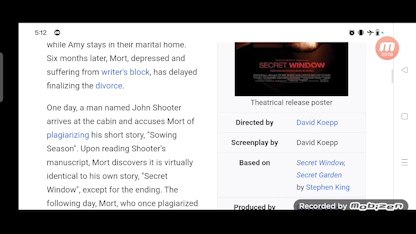 5:12
while Amy stays in their marital home.
Six months later, Mort, depressed and
suffering from writer's block, has delayed
finalizing the divorce.
One day, a man named John Shooter
arrives at the cabin and accuses Mort of
plagiarizing his short story, "Sowing
Season". Upon reading Shooter's
manuscript, Mort discovers it is virtually
identical to his own story, "Secret
Window", except for the ending. The
following day, Mort, who once plagiarized
SECRET WINDOW
Theatrical release poster
Directed by David Koepp
Screenplay by David Koepp
Based on Secret Window,
Secret Garden
by Stephen King
Produced by
Recorded by Mobizen